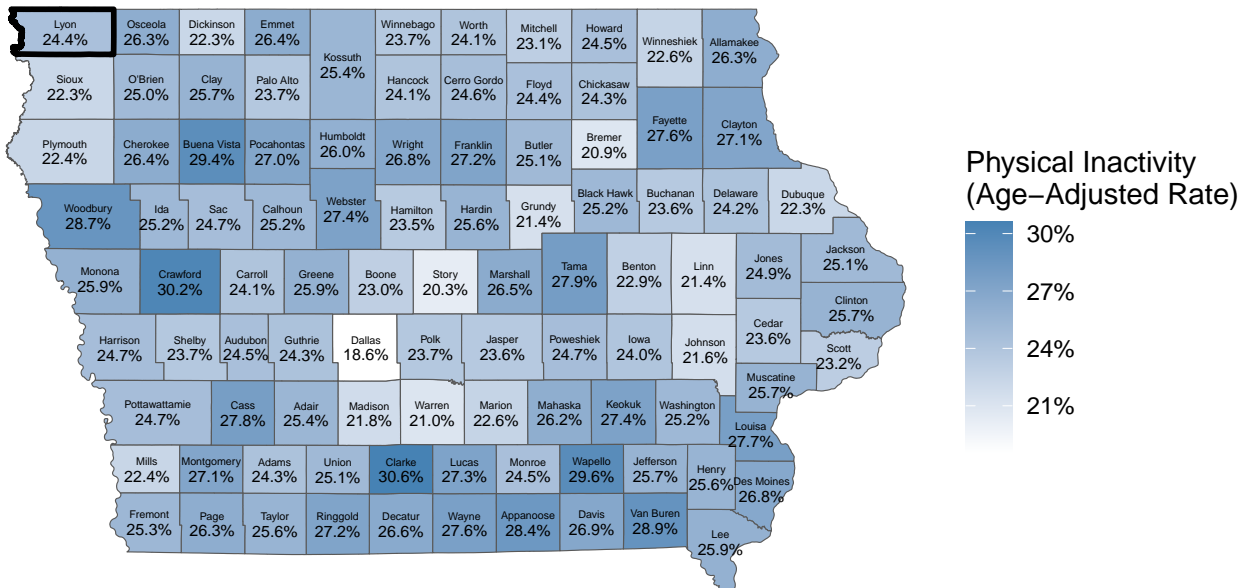 Lyon
24.4%
Osceola
26.3%
Dickinson
22.3%
Emmet
26.4%
Kossuth
25.4%
Winnebago
23.7%
Worth
24.1%
Mitchell
23.1%
Howard
24.5%
Winneshiek
22.6%
Allamakee
26.3%
Sioux
22.3%
O'Brien
25.0%
Clay
25.7%
Palo Alto
23.7%
Hancock
24.1%
Cerro Gordo
24.6%
Floyd
24.4%
Chickasaw
24.3%
Fayette
27.6%
Clayton
27.1%
Plymouth
22.4%
Cherokee
26.4%
Buena Vista
29.4%
Pocahontas
27.0%
Humboldt
26.0%
Wright
26.8%
Franklin
27.2%
Butler
25.1%
Bremer
20.9%
Woodbury
28.7%
Ida
25.2%
Sac
24.7%
Calhoun
25.2%
Webster
27.4%
Hamilton
23.5%
Hardin
25.6%
Grundy
21.4%
Black Hawk
25.2%
Buchanan
23.6%
Delaware
24.2%
Dubuque
22.3%
Monona
25.9%
Crawford
30.2%
Carroll
24.1%
Greene
25.9%
Boone
23.0%
Story
20.3%
Marshall
26.5%
Tama
27.9%
Benton
22.9%
Linn
21.4%
Jones
24.9%
Jackson
25.1%
Clinton
25.7%
Harrison
24.7%
Shelby
23.7%
Audubon
24.5%
Guthrie
24.3%
Dallas
18.6%
Polk
23.7%
Jasper
23.6%
Poweshiek
24.7%
Iowa
24.0%
Johnson
21.6%
Cedar
23.6%
Scott
23.2%
Muscatine
25.7%
Pottawattamie
24.7%
Cass
27.8%
Adair
25.4%
Madison
21.8%
Warren
21.0%
Marion
22.6%
Mahaska
26.2%
Keokuk
27.4%
Washington
25.2%
Louisa
27.7%
Mills
22.4%
Montgomery
27.1%
Adams
24.3%
Union
25.1%
Clarke
30.6%
Lucas
27.3%
Monroe
24.5%
Wapello
29.6%
Jefferson
25.7%
Henry
25.6%
Des Moines
26.8%
Fremont
25.3%
Page
26.3%
Taylor
25.6%
Ringgold
27.2%
Decatur
26.6%
Wayne
27.6%
Appanoose
28.4%
Davis
26.9%
Van Buren
28.9%
Lee
25.9%
Physical Inactivity
(Age−Adjusted Rate)
30%
27%
24%
21%